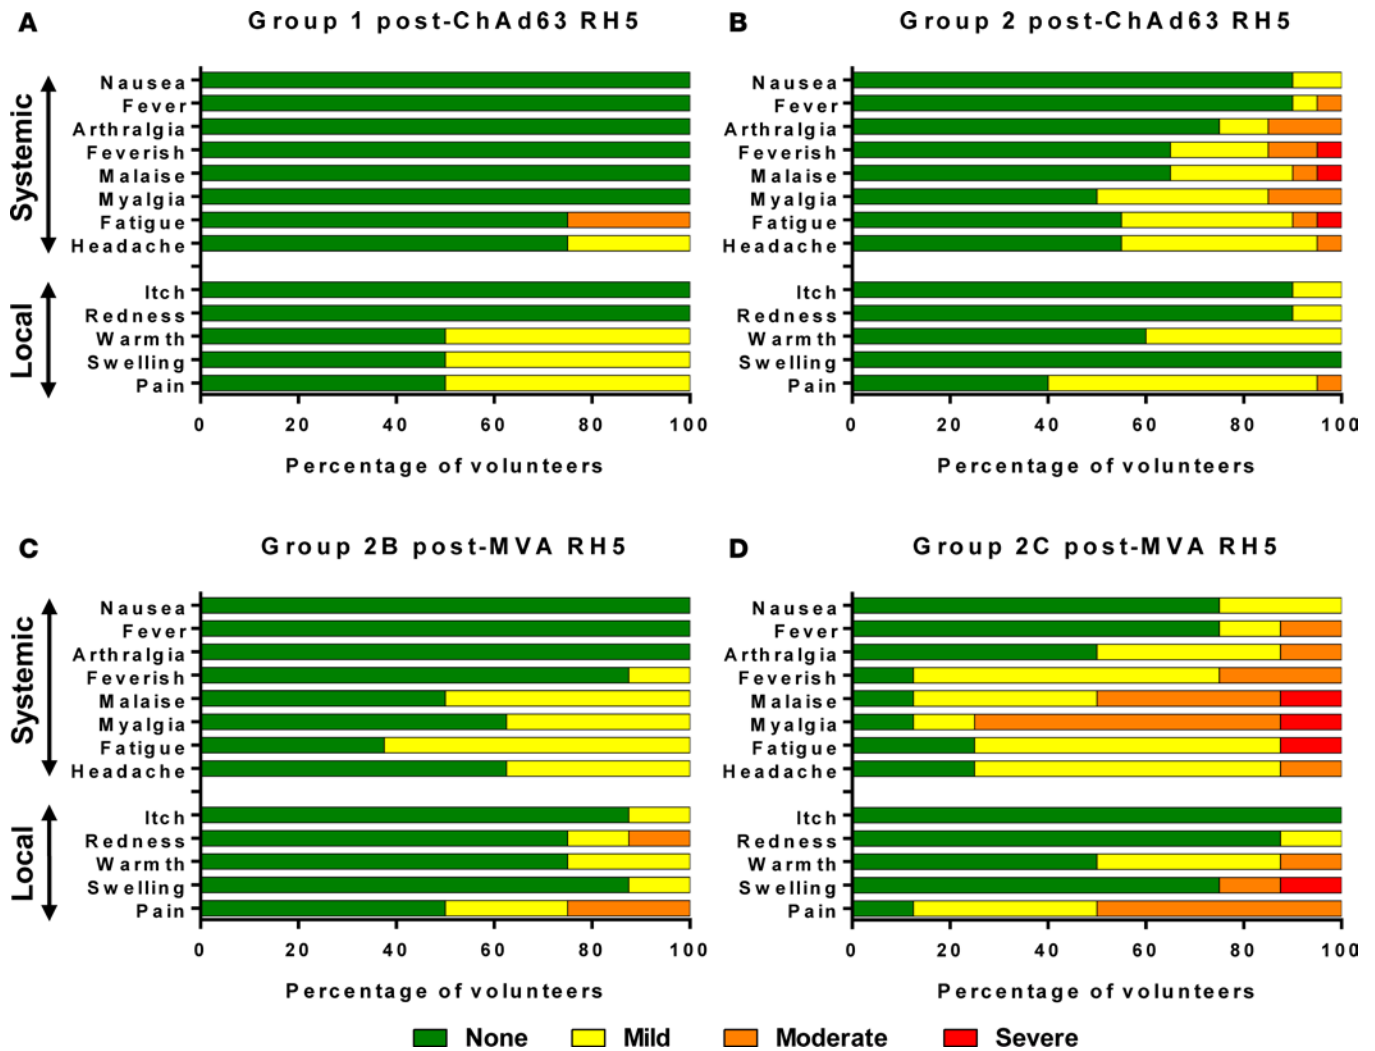 A Group 1 post-ChAd63 RH5
Systemic
Nausea
Fever
Arthralgia
Feverish
Malaise
Myalgia
Fatigue
Headache
Local
Itch
Redness
Warmth
Swelling
Pain
0 20 40 60 80 100
Percentage of volunteers
B Group 2 post-ChAd63 RH5
Nausea
Fever
Arthralgia
Feverish
Malaise
Myalgia
Fatigue
Headache
Itch
Redness
Warmth
Swelling
Pain
0 20 40 60 80 100
Percentage of volunteers
C Group 2B post-MVA RH5
Systemic
Nausea
Fever
Arthralgia
Feverish
Malaise
Myalgia
Fatigue
Headache
Local
Itch
Redness
Warmth
Swelling
Pain
0 20 40 60 80 100
Percentage of volunteers
D Group 2C post-MVA RH5
Nausea
Fever
Arthralgia
Feverish
Malaise
Myalgia
Fatigue
Headache
Itch
Redness
Warmth
Swelling
Pain
0 20 40 60 80 100
Percentage of volunteers
None Mild Moderate Severe